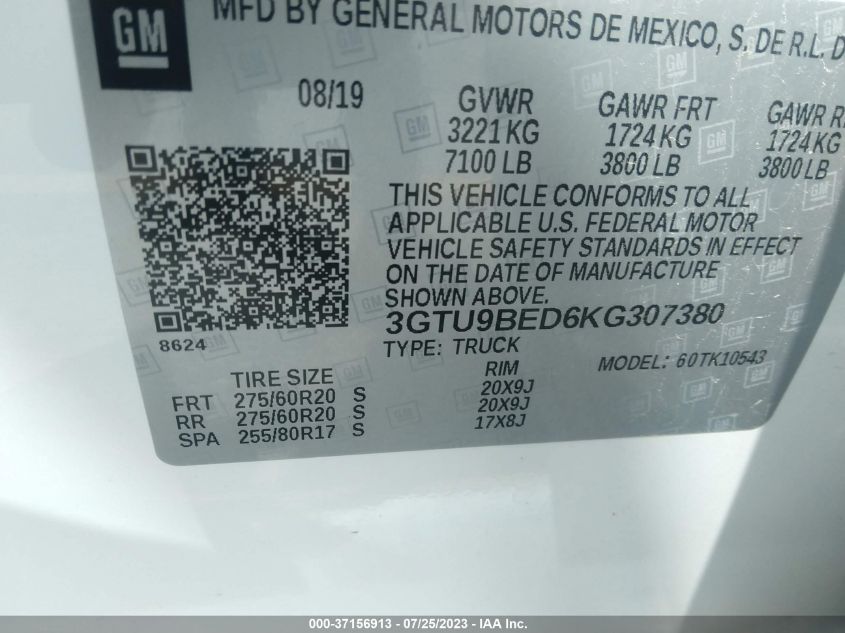 GM
MFD BY GENERAL MOTORS DE MEXICO, S. DE R.L. D
08/19
GVWR GAWR FRT GAWR
3221 KG 1724 KG 1724 KG
7100 LB 3800 LB 3800 LB
THIS VEHICLE CONFORMS TO ALL
APPLICABLE U.S. FEDERAL MOTOR
VEHICLE SAFETY STANDARDS IN EFFECT
ON THE DATE OF MANUFACTURE
SHOWN ABOVE.
3GTU9BED6KG307380
8624
TYPE: TRUCK MODEL: 60TK10543
TIRE SIZE RIM
FRT 275/60R20 S 20X9J
RR 275/60R20 S 20X9J
SPA 255/80R17 S 17X8J
000-37156913 - 07/25/2023 - IAA Inc.